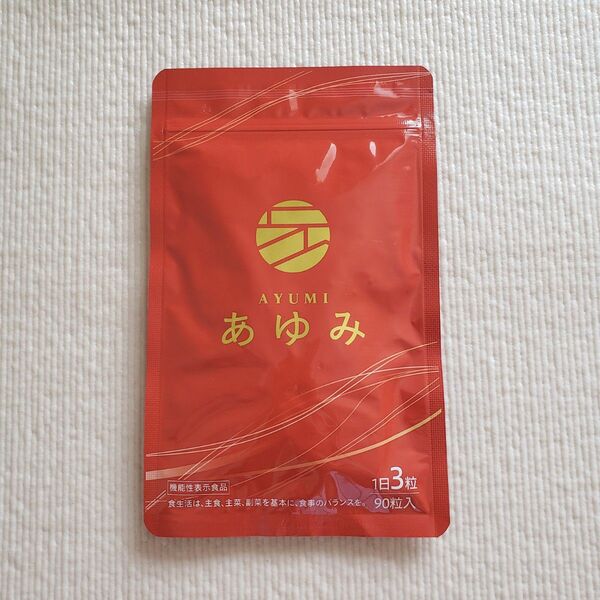 AYUMI
あゆみ
機能性表示食品
1日3粒
食生活は、主食、主菜、副菜を基本に、食事のバランスを。
90粒入